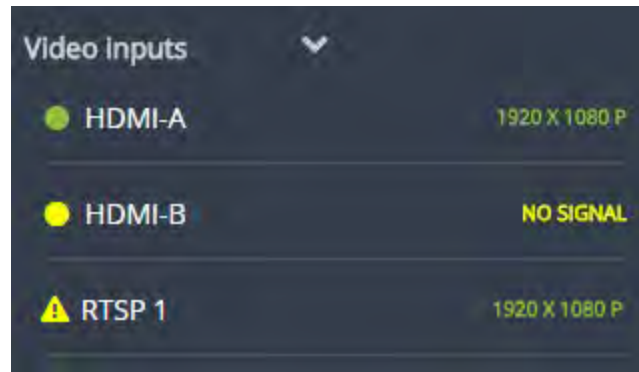 Video Inputs
HDMI-A 1920 X 1080 P
HDMI-B NO SIGNAL
RTSP 1 1920 X 1080 P